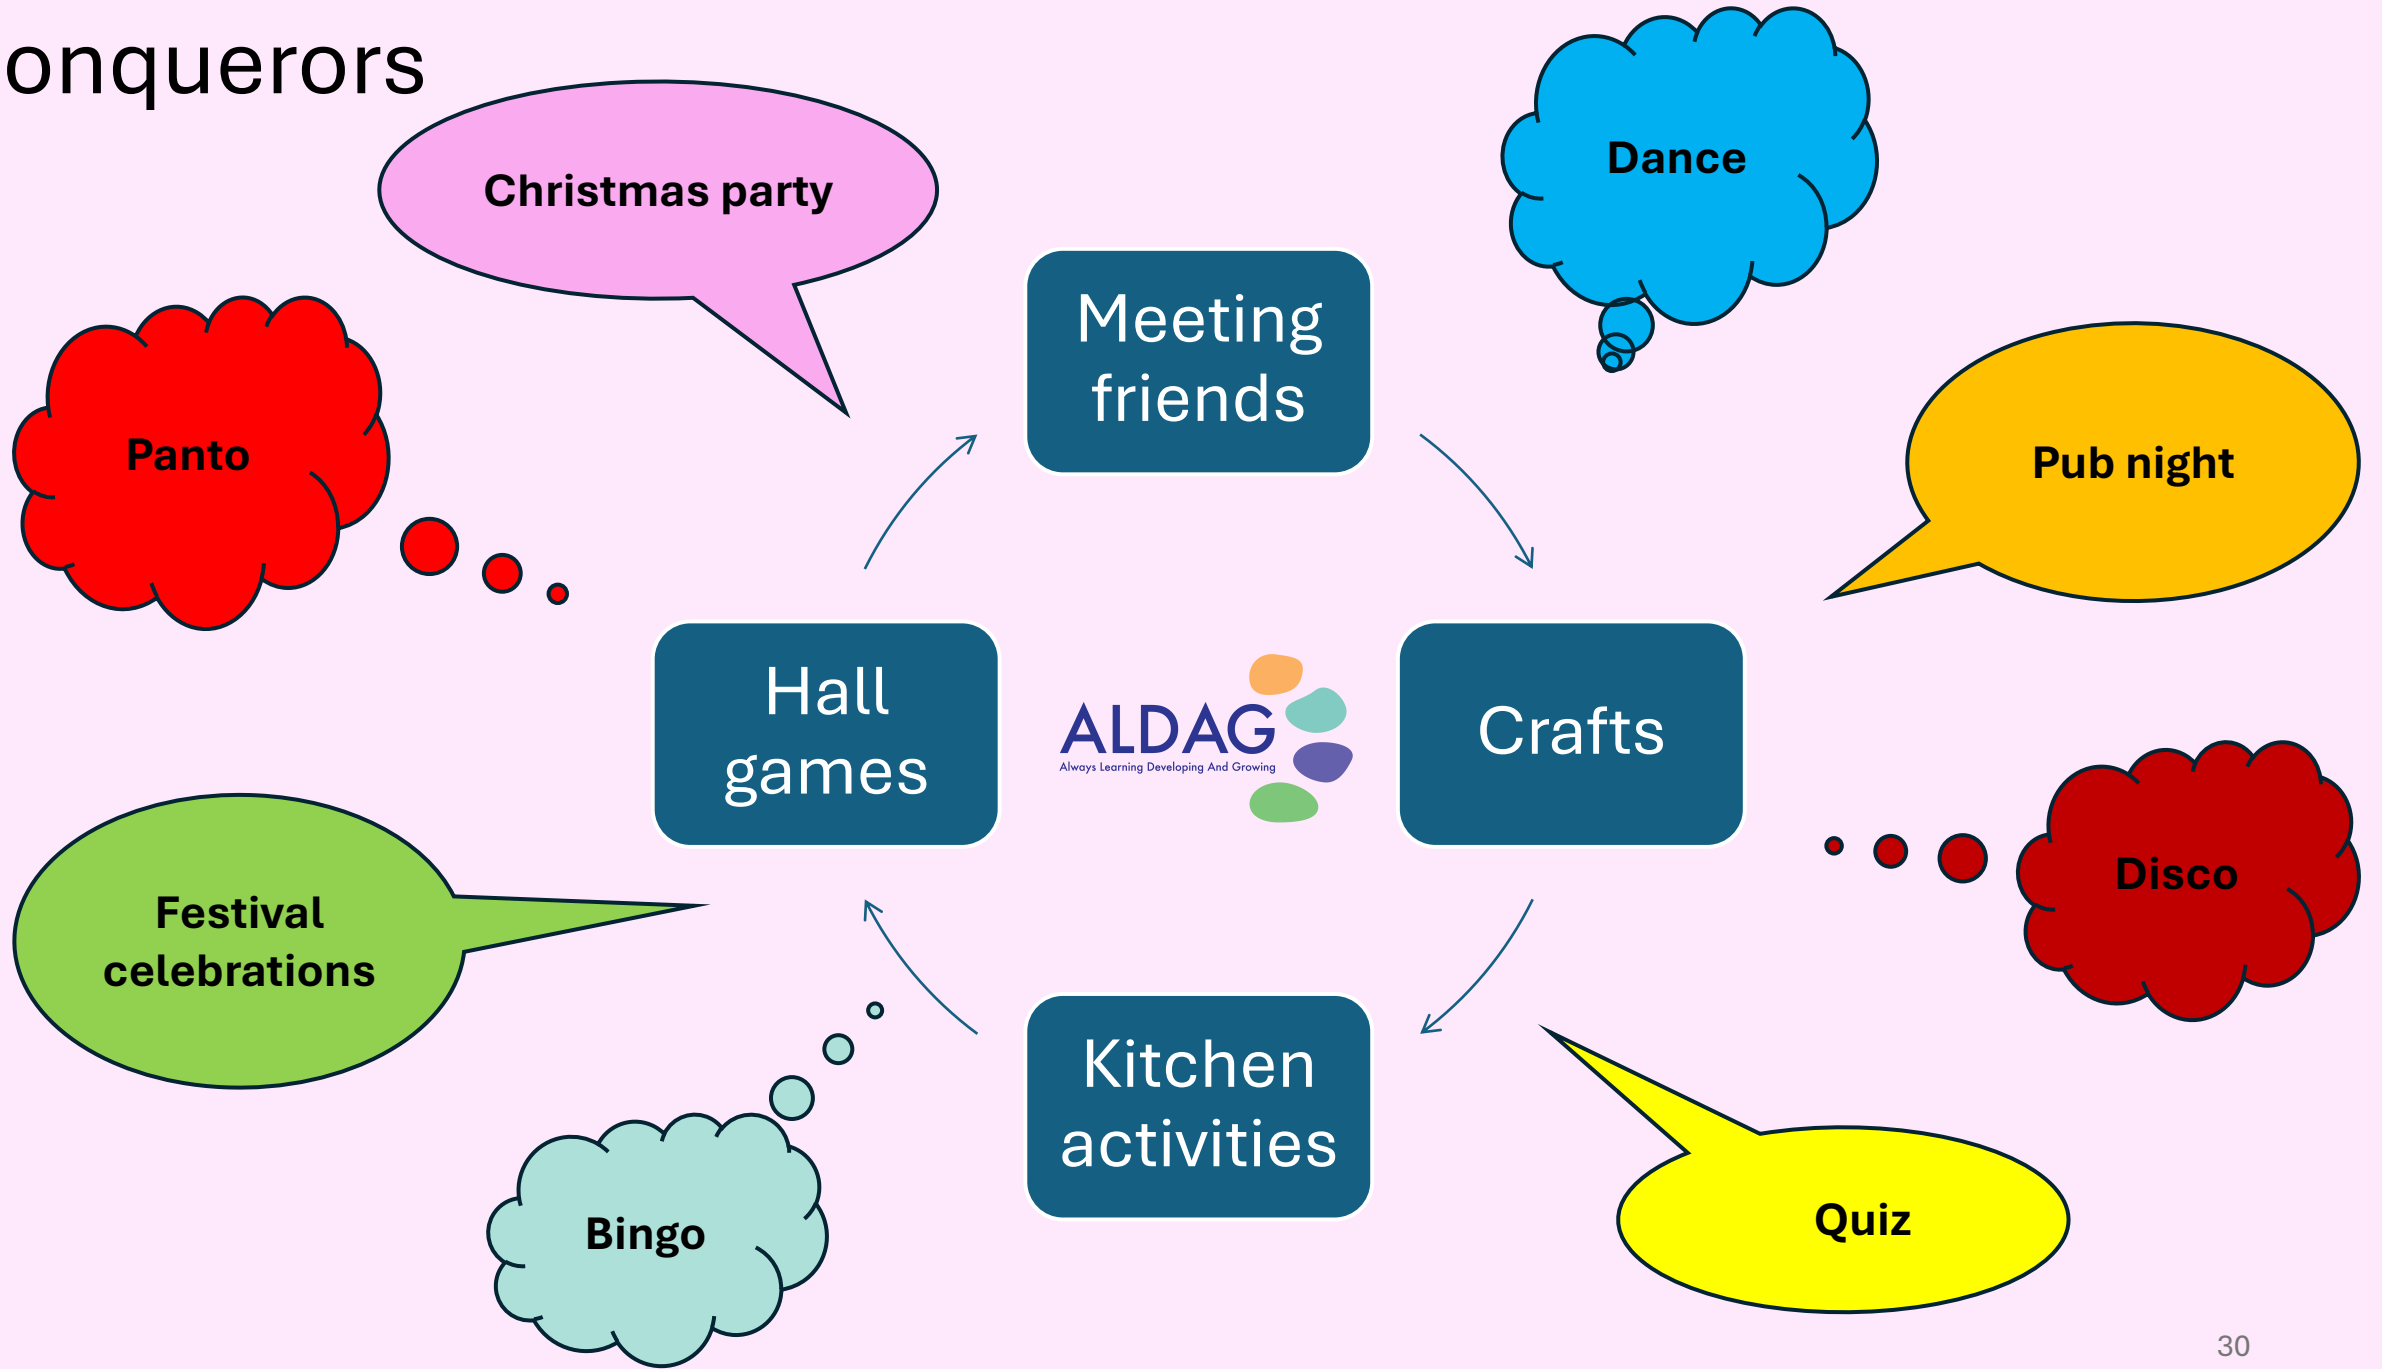 onquerors
Christmas party
Dance
Meeting
friends
Panto
Pub night
Hall
games
ALDAG
Always Learning Developing And Growing
Crafts
Festival
celebrations
Disco
Kitchen
activities
Bingo
Quiz
30